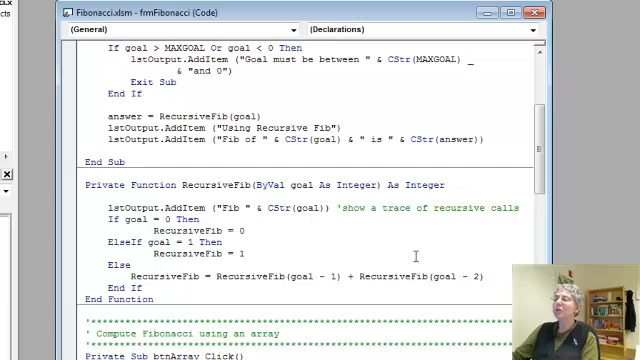 Fibonacci.xlsm - frmFibonacci (Code)
(General)
(Declarations)
If goal > MAXGOAL Or goal < 0 Then
lstOutput.AddItem ("Goal must be between " & CStr(MAXGOAL) _
& "and 0")
Exit Sub
End If
answer = RecursiveFib(goal)
lstOutput.AddItem ("Using Recursive Fib")
lstOutput.AddItem ("Fib of " & CStr(goal) & " is " & CStr(answer))
End Sub
Private Function RecursiveFib(ByVal goal As Integer) As Integer
lstOutput.AddItem ("Fib " & CStr(goal)) 'show a trace of recursive calls
If goal = 0 Then
RecursiveFib = 0
ElseIf goal = 1 Then
RecursiveFib = 1
Else
RecursiveFib = RecursiveFib(goal - 1) + RecursiveFib(goal - 2)
End If
End Function
' Compute Fibonacci using an array
Private Sub btnArray_Click()